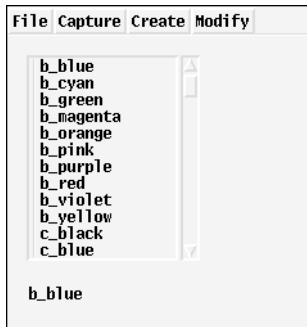 File Capture Create Modify
b_blue
b_cyan
b_green
b_magenta
b_orange
b_pink
b_purple
b_red
b_violet
b_yellow
c_black
c_blue
b_blue